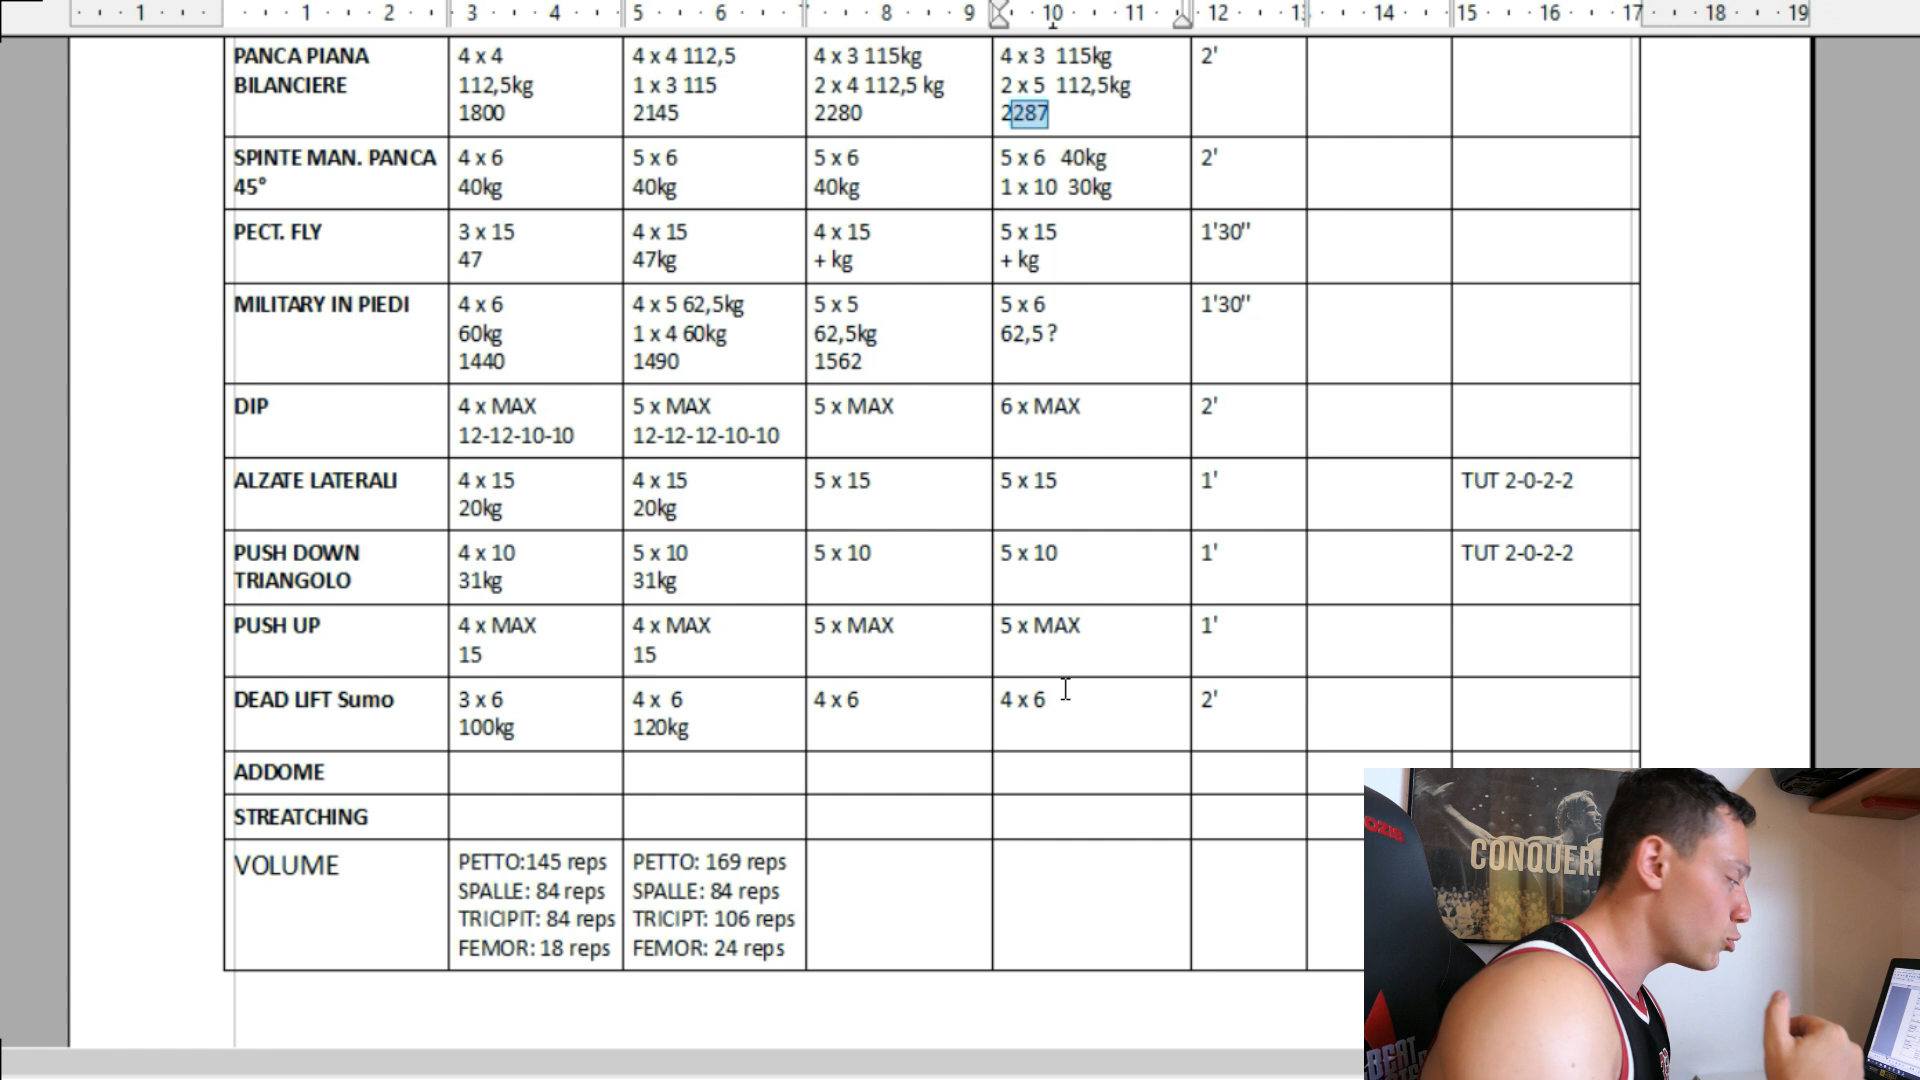 1 1 2 3 4 5 6 7 8 9 10 11 12 13 14 15 16 17 18 19
PANCA PIANA BILANCIERE
4 x 4
112,5kg
1800
4 x 4 112,5
1 x 3 115
2145
4 x 3 115kg
2 x 4 112,5 kg
2280
4 x 3 115kg
2 x 5 112,5kg
2287
2'
SPINTE MAN. PANCA
45°
4 x 6
40kg
5 x 6
40kg
5 x 6
40kg
5 x 6 40kg
1 x 10 30kg
2'
PECT. FLY
3 x 15
47
4 x 15
47kg
4 x 15
+ kg
5 x 15
+ kg
1'30''
MILITARY IN PIEDI
4 x 6
60kg
1440
4 x 5 62,5kg
1 x 4 60kg
1490
5 x 5
62,5kg
1562
5 x 6
62,5 ?
1'30''
DIP
4 x MAX
12-12-10-10
5 x MAX
12-12-12-10-10
5 x MAX
6 x MAX
2'
ALZATE LATERALI
4 x 15
20kg
4 x 15
20kg
5 x 15
5 x 15
1'
TUT 2-0-2-2
PUSH DOWN
TRIANGOLO
4 x 10
31kg
5 x 10
31kg
5 x 10
5 x 10
1'
TUT 2-0-2-2
PUSH UP
4 x MAX
15
4 x MAX
15
5 x MAX
5 x MAX
1'
DEAD LIFT Sumo
3 x 6
100kg
4 x 6
120kg
4 x 6
4 x 6
2'
ADDOME
STREATCHING
VOLUME
PETTO:145 reps
SPALLE: 84 reps
TRICIPIT: 84 reps
FEMOR: 18 reps
PETTO: 169 reps
SPALLE: 84 reps
TRICIPT: 106 reps
FEMOR: 24 reps
CONQUER.
BEAT